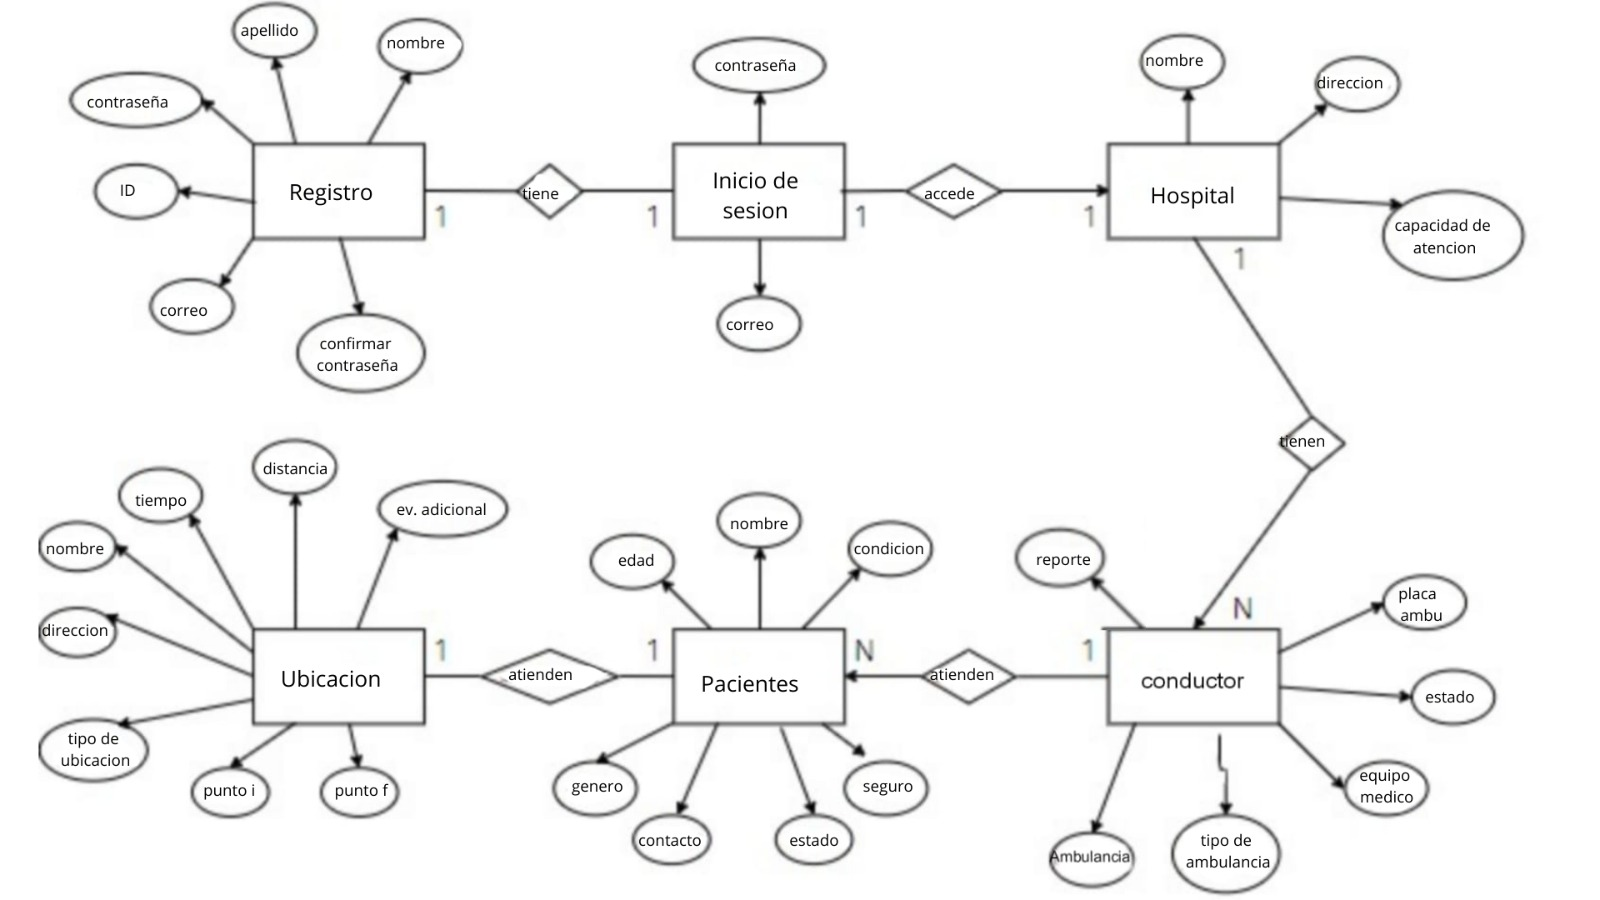 apellido
nombre
contraseña
ID
Registro
correo
confirmar
contraseña
1
tiene
1
contraseña
Inicio de
sesion
correo
1
accede
1
nombre
direccion
Hospital
capacidad de
atencion
1
tienen
N
distancia
tiempo
ev. adicional
nombre
direccion
Ubicacion
tipo de
ubicacion
punto i
punto f
1
atienden
1
nombre
edad
condicion
Pacientes
genero
contacto
estado
seguro
N
atienden
1
reporte
placa
ambu
conductor
estado
equipo
medico
Ambulancia
tipo de
ambulancia